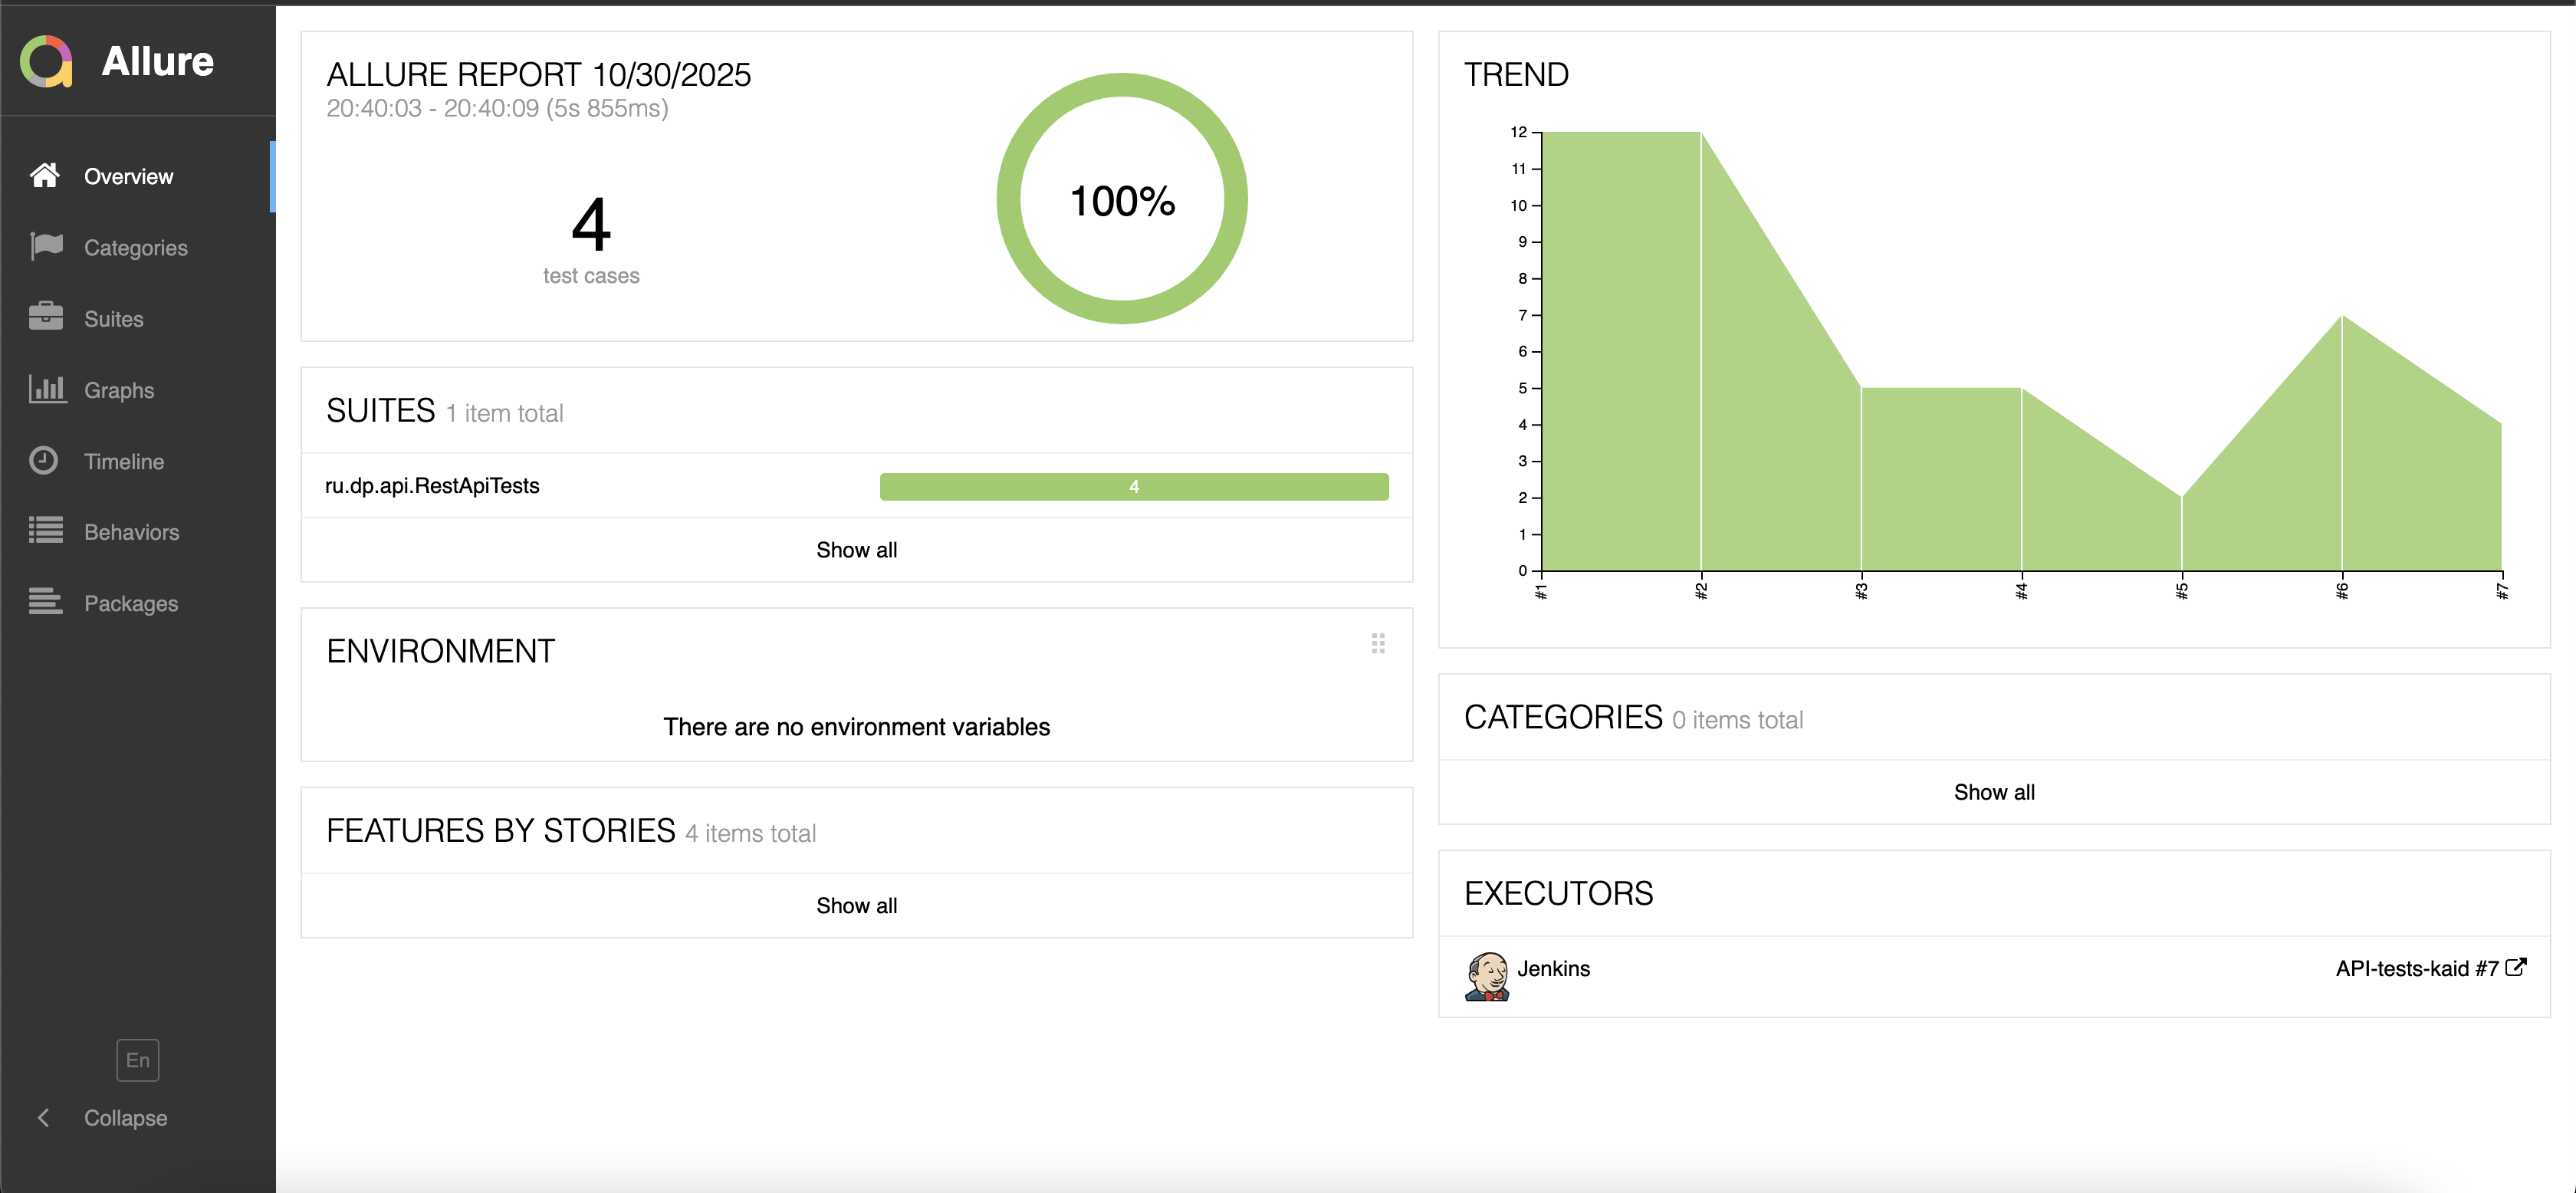 Allure
Overview
Categories
Suites
Graphs
Timeline
Behaviors
Packages
En
Collapse
ALLURE REPORT 10/30/2025
20:40:03 - 20:40:09 (5s 855ms)
4
test cases
100%
SUITES 1 item total
ru.dp.api.RestApiTests 4
Show all
ENVIRONMENT
There are no environment variables
FEATURES BY STORIES 4 items total
Show all
TREND
12
11
10
9
8
7
6
5
4
3
2
1
0
#1 #2 #3 #4 #5 #6 #7
CATEGORIES 0 items total
Show all
EXECUTORS
Jenkins API-tests-kaid #7